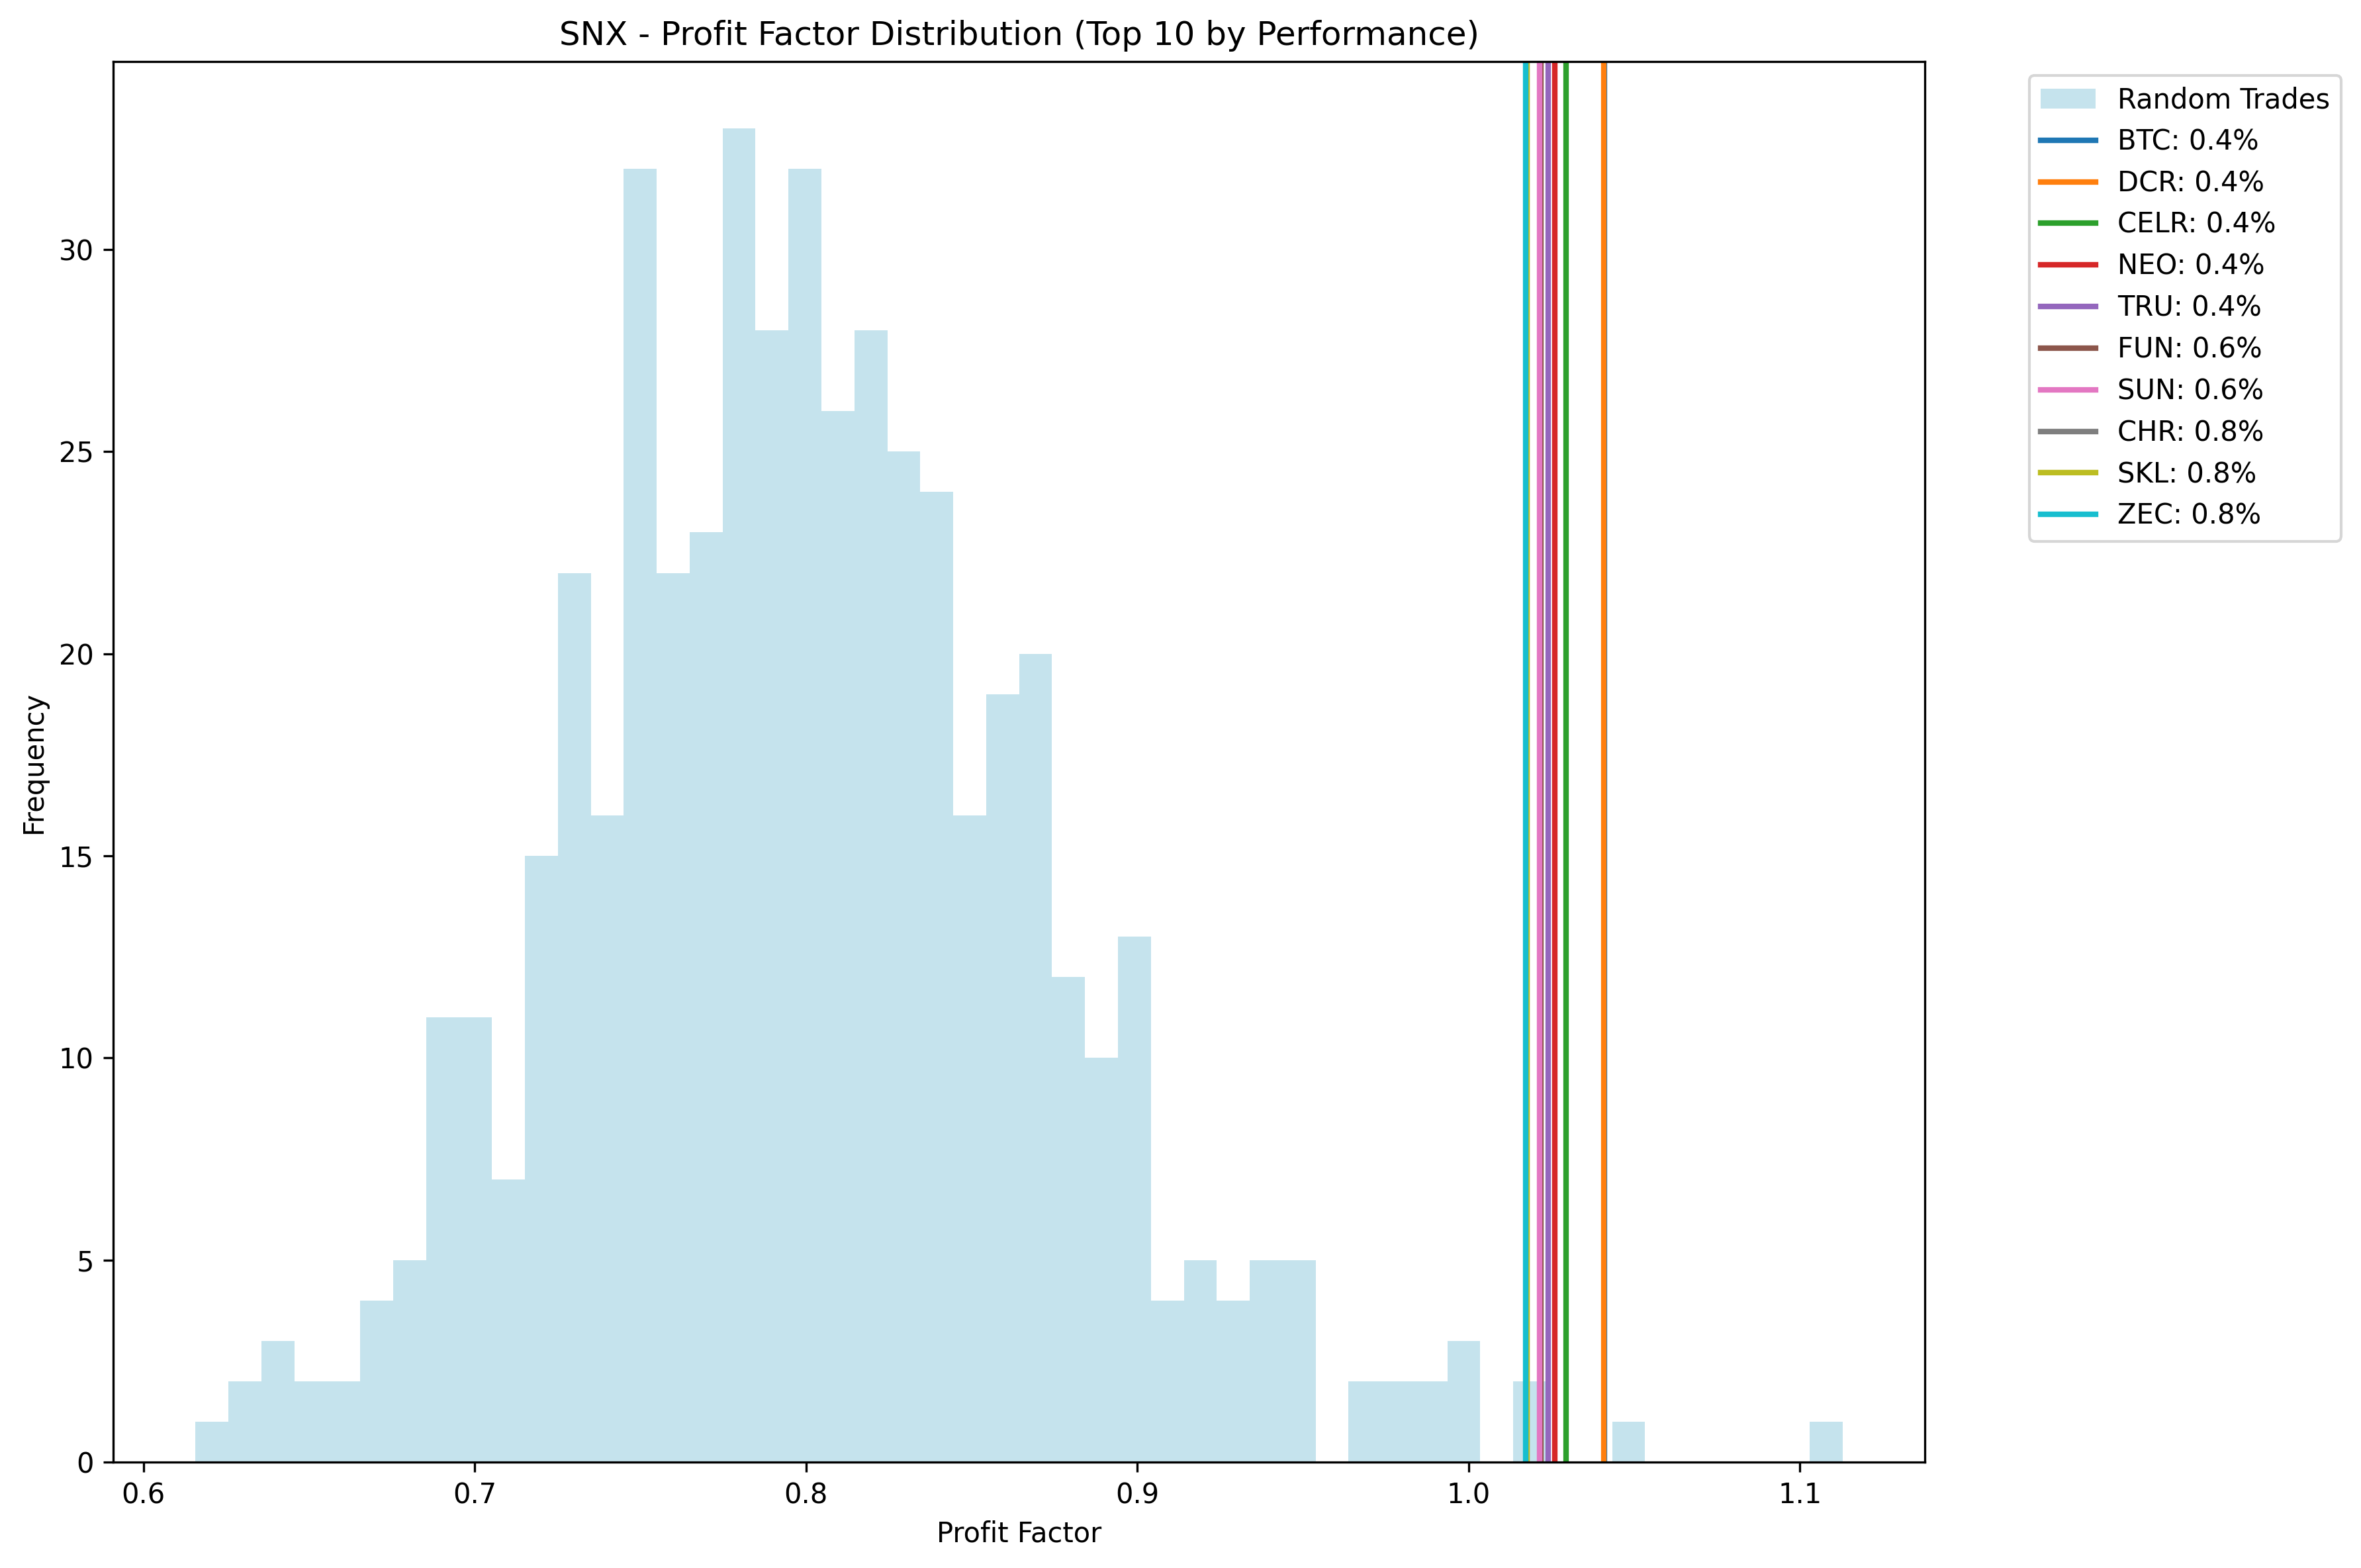 SNX - Profit Factor Distribution (Top 10 by Performance)
Random Trades
BTC: 0.4%
DCR: 0.4%
CELR: 0.4%
NEO: 0.4%
TRU: 0.4%
FUN: 0.6%
SUN: 0.6%
CHR: 0.8%
SKL: 0.8%
ZEC: 0.8%
Frequency
30
25
20
15
10
5
0
0.6 0.7 0.8 0.9 1.0 1.1
Profit Factor